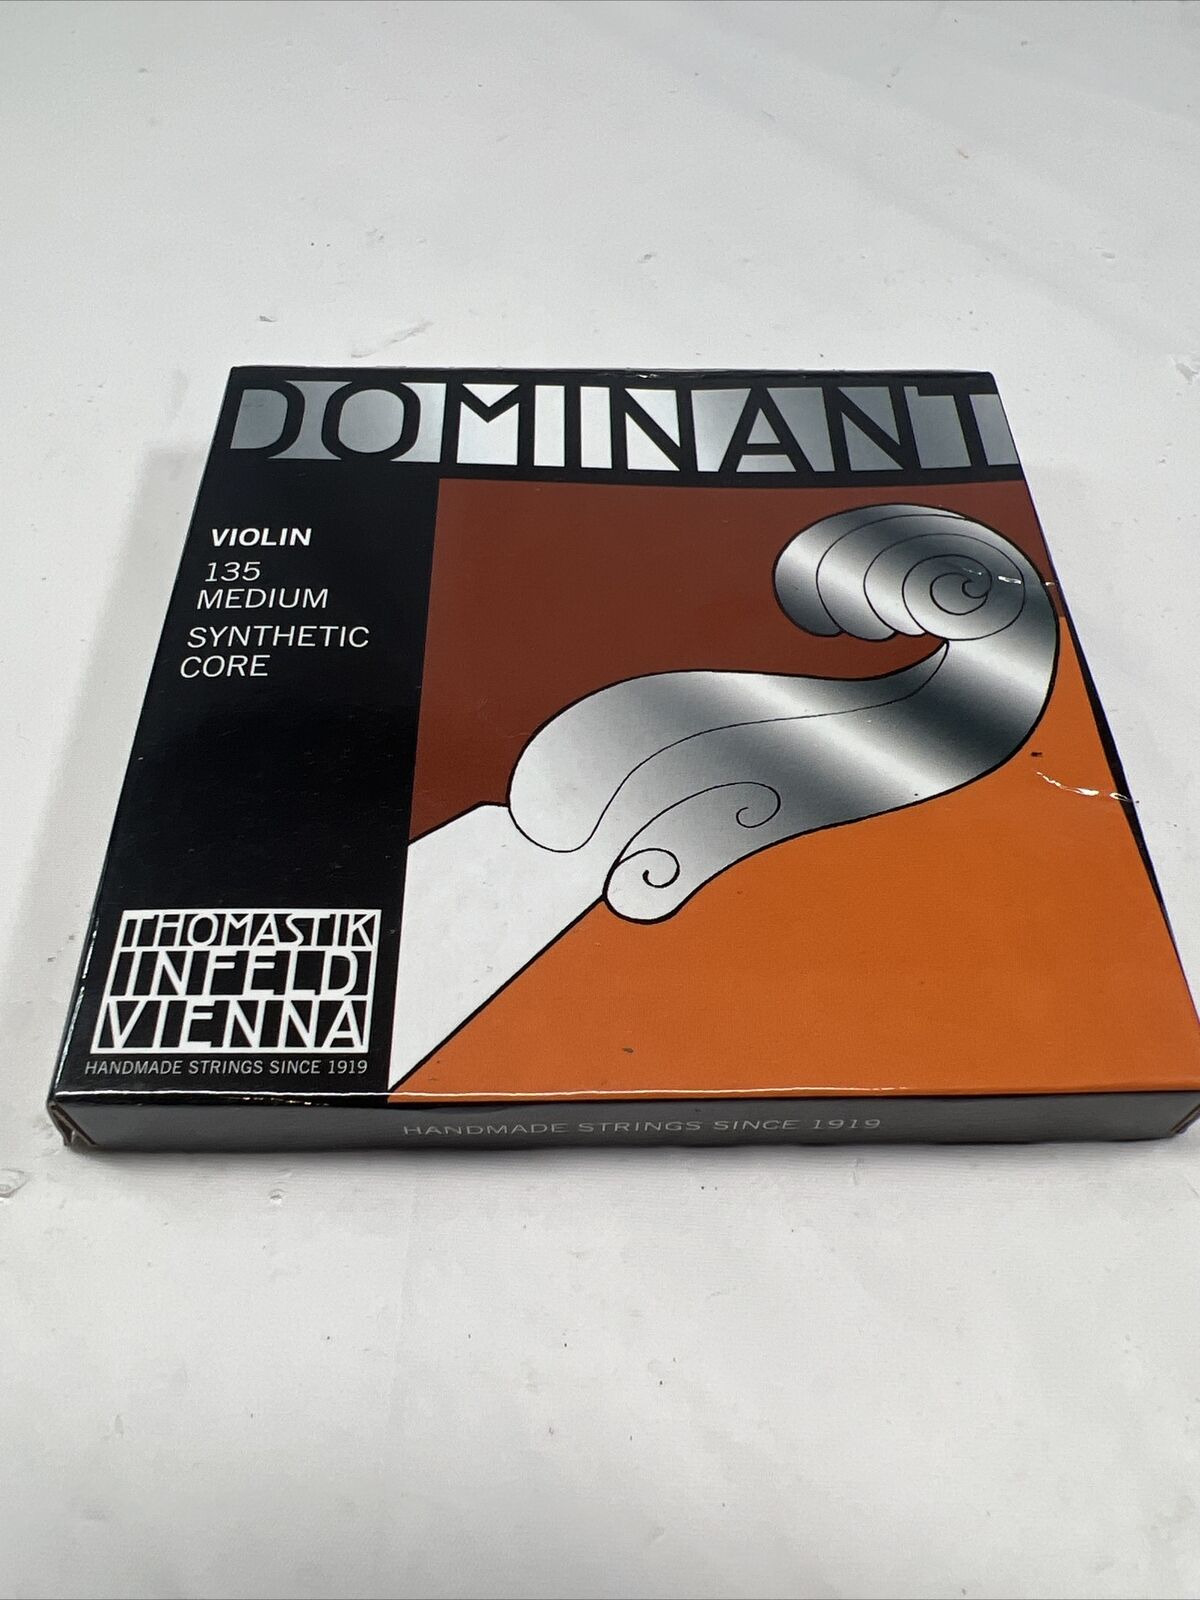 DOMINANT
VIOLIN
135
MEDIUM
SYNTHETIC
CORE
THOMASTIK
INFELD
VIENNA
HANDMADE STRINGS SINCE 1919
HANDMADE STRINGS SINCE 1919